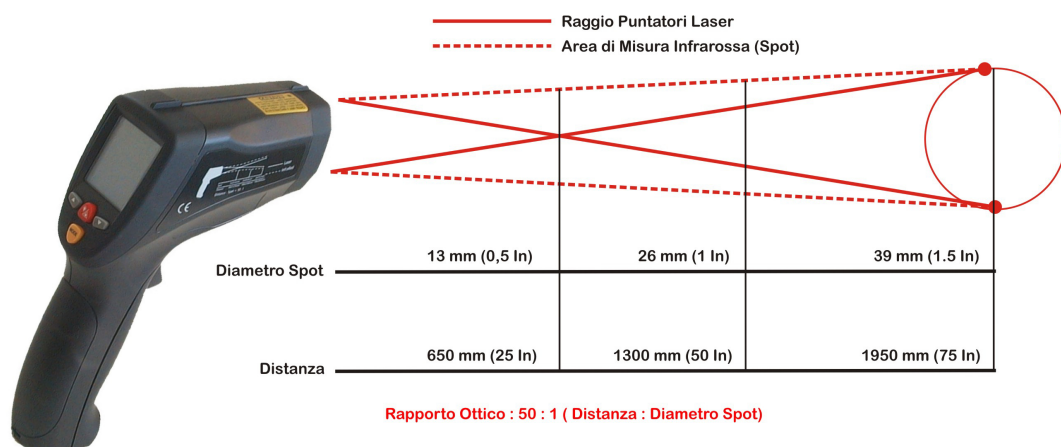 Raggio Puntatori Laser
Area di Misura Infrarossa (Spot)
Diametro Spot
13 mm (0,5 In)
26 mm (1 In)
39 mm (1.5 In)
Distanza
650 mm (25 In)
1300 mm (50 In)
1950 mm (75 In)
Rapporto Ottico : 50 : 1 ( Distanza : Diametro Spot)
CE